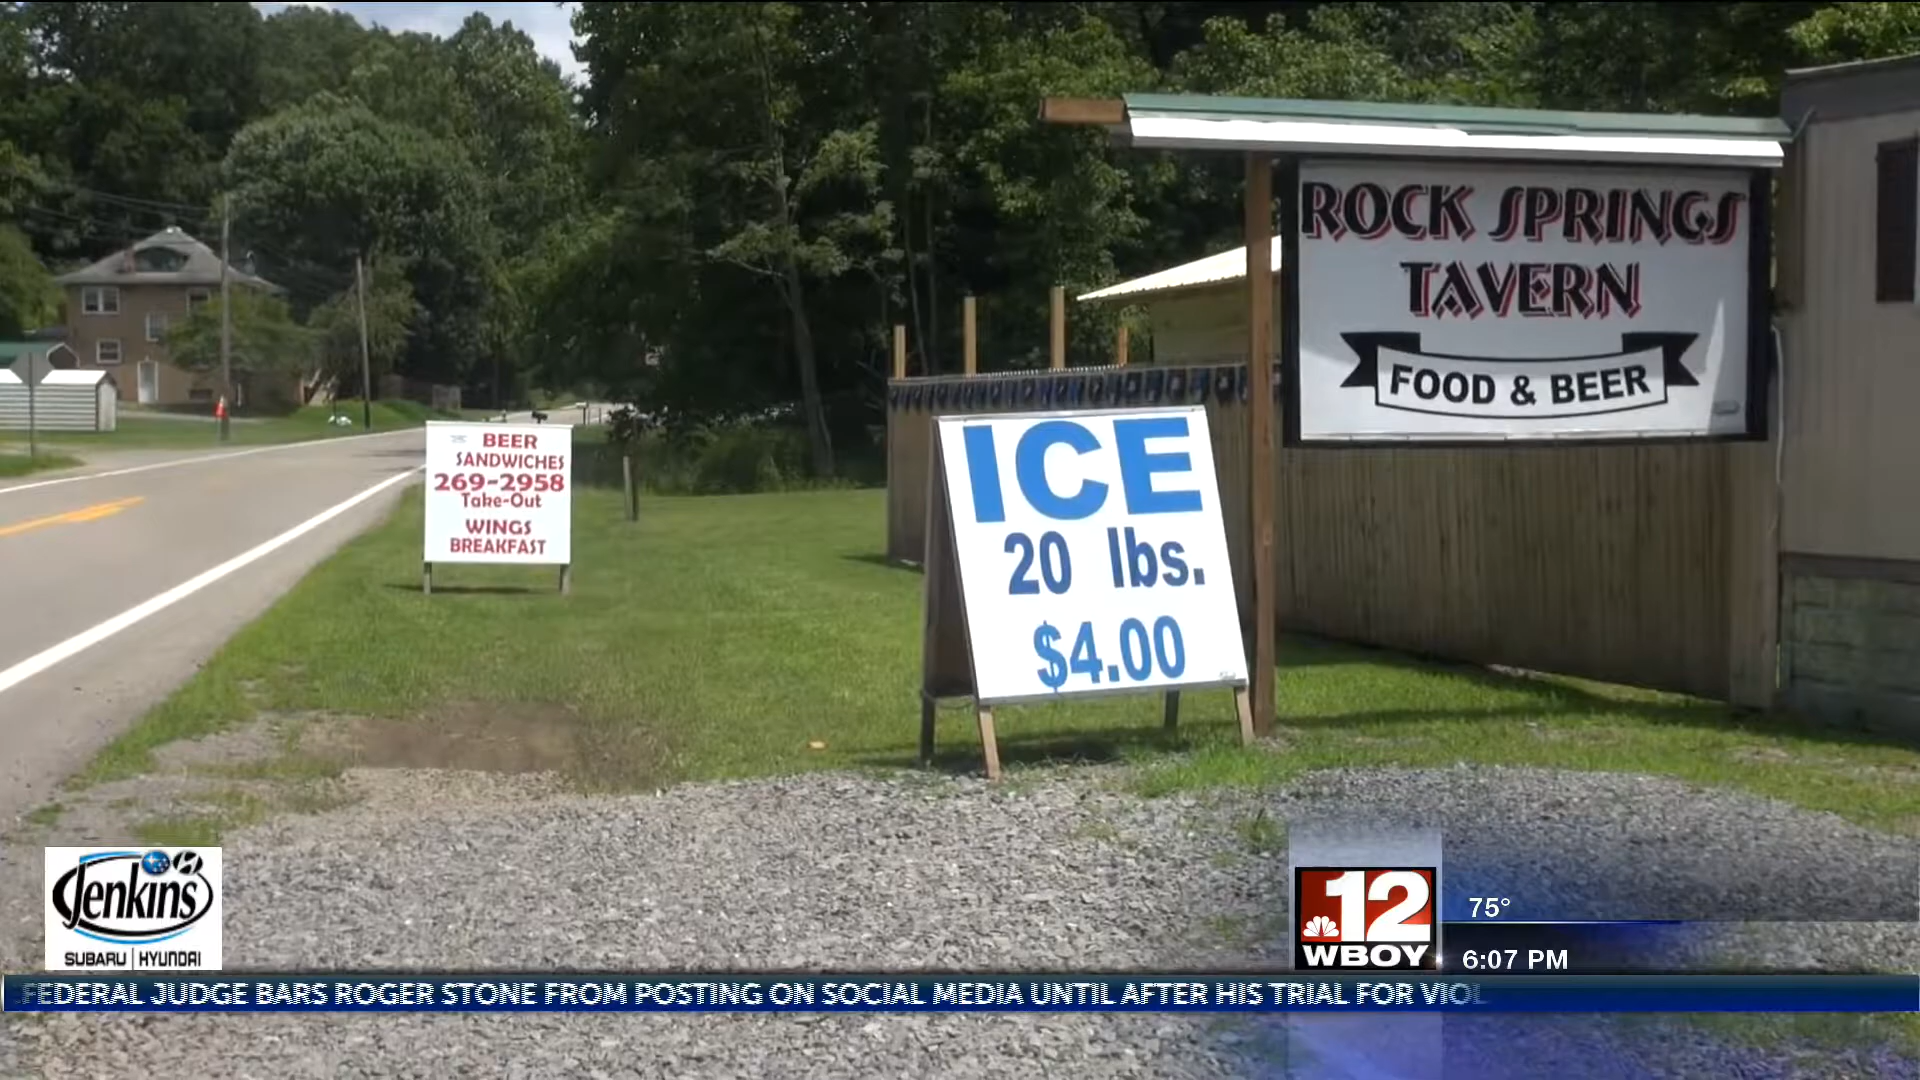 ROCK SPRINGS
TAVERN
FOOD & BEER
BEER
SANDWICHES
269-2958
Take-Out
WINGS
BREAKFAST
ICE
20 lbs.
$4.00
Jenkins
SUBARU | HYUNDAI
12
WBOY
75°
6:07 PM
FEDERAL JUDGE BARS ROGER STONE FROM POSTING ON SOCIAL MEDIA UNTIL AFTER HIS TRIAL FOR VIOL